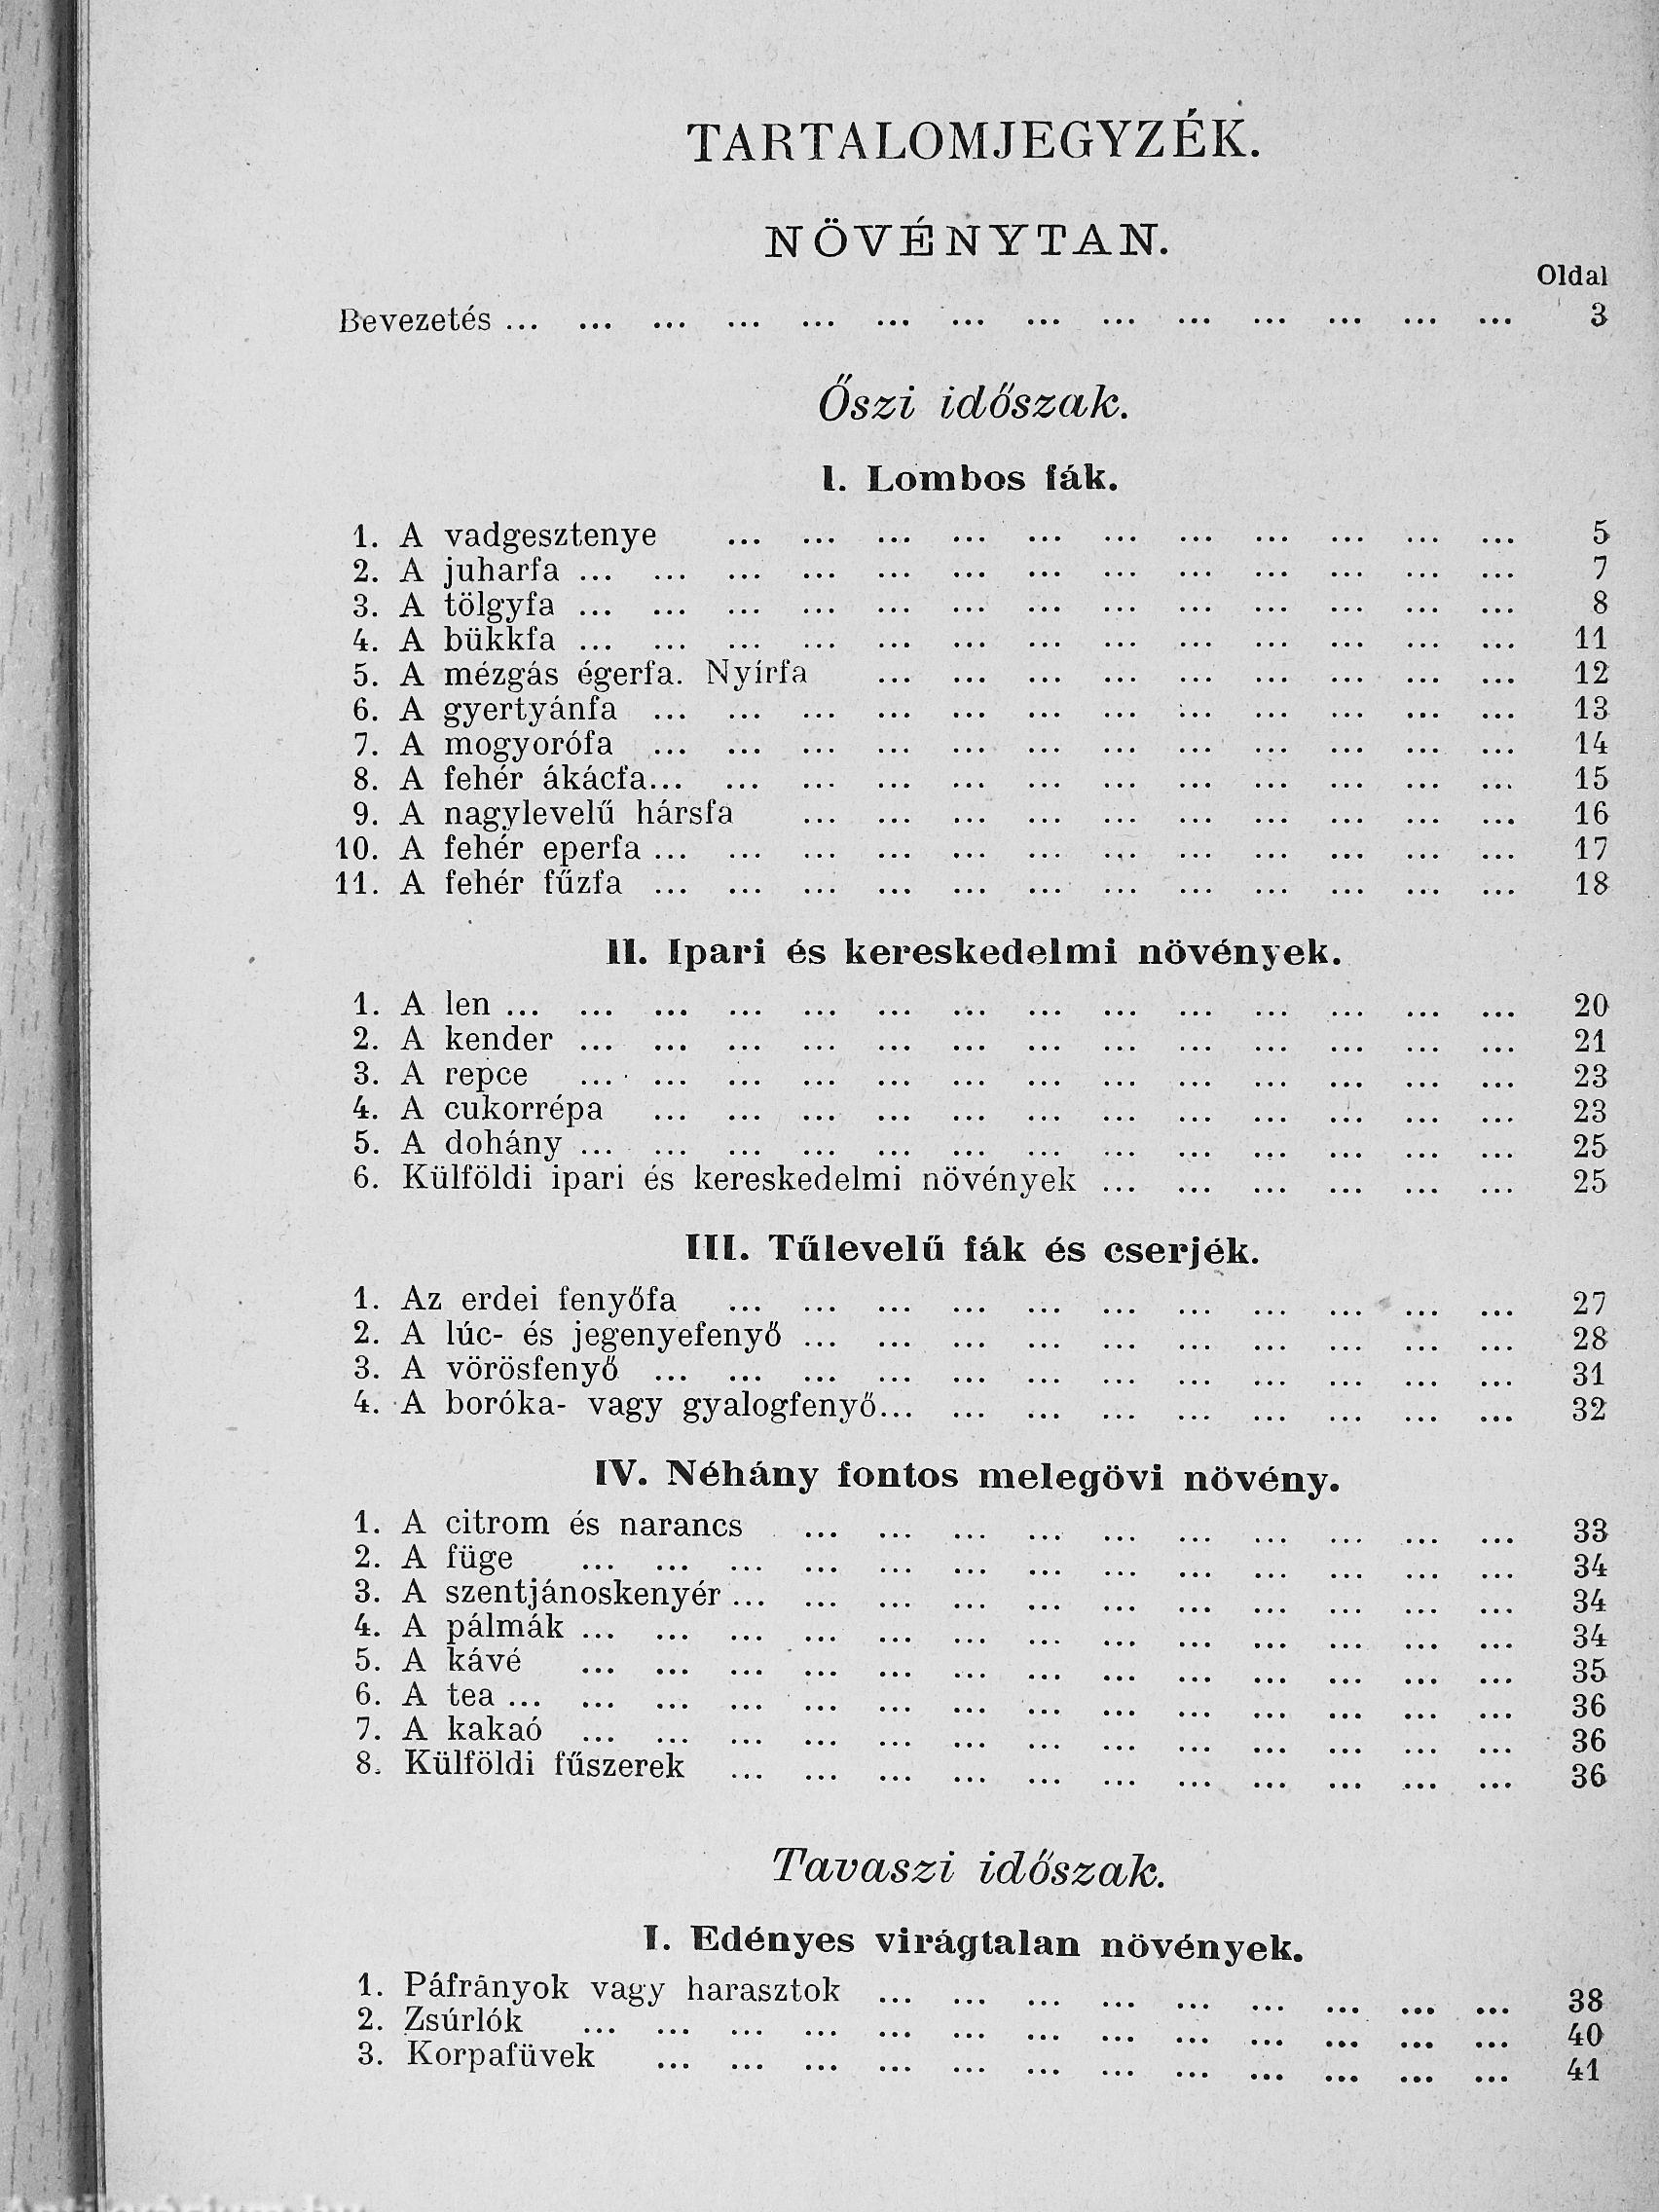 TARTALOMJEGYZÉK.
NÖVÉNYTAN.
Oldal
Bevezetés ... ... ... ... ... ... ... ... ... ... ... ... ... ... 3
Őszi időszak.
I. Lombos fák.
1. A vadgesztenye ... ... ... ... ... ... ... ... ... ... ... 5
2. A juharfa ... ... ... ... ... ... ... ... ... ... ... ... ... 7
3. A tölgyfa ... ... ... ... ... ... ... ... ... ... ... ... ... 8
4. A bükkfa ... ... ... ... ... ... ... ... ... ... ... ... ... 11
5. A mézgás égerfa. Nyírfa ... ... ... ... ... ... ... ... ... 12
6. A gyertyánfa ... ... ... ... ... ... ... ... ... ... ... ... 13
7. A mogyorófa ... ... ... ... ... ... ... ... ... ... ... ... 14
8. A fehér ákácfa... ... ... ... ... ... ... ... ... ... ... ... 15
9. A nagylevelű hársfa ... ... ... ... ... ... ... ... ... ... 16
10. A fehér eperfa ... ... ... ... ... ... ... ... ... ... ... ... 17
11. A fehér fűzfa ... ... ... ... ... ... ... ... ... ... ... ... 18
II. Ipari és kereskedelmi növények.
1. A len ... ... ... ... ... ... ... ... ... ... ... ... ... ... 20
2. A kender ... ... ... ... ... ... ... ... ... ... ... ... ... 21
3. A repce ... ... ... ... ... ... ... ... ... ... ... ... ... 23
4. A cukorrépa ... ... ... ... ... ... ... ... ... ... ... ... 23
5. A dohány ... ... ... ... ... ... ... ... ... ... ... ... ... 25
6. Külföldi ipari és kereskedelmi növények ... ... ... ... ... ... 25
III. Tűlevelű fák és cserjék.
1. Az erdei fenyőfa ... ... ... ... ... ... ... ... ... ... ... 27
2. A lúc- és jegenyefenyő ... ... ... ... ... ... ... ... ... ... 28
3. A vörösfenyő ... ... ... ... ... ... ... ... ... ... ... ... 31
4. A boróka- vagy gyalogfenyő... ... ... ... ... ... ... ... ... 32
IV. Néhány fontos melegövi növény.
1. A citrom és narancs ... ... ... ... ... ... ... ... ... ... 33
2. A füge ... ... ... ... ... ... ... ... ... ... ... ... ... 34
3. A szentjánoskenyér ... ... ... ... ... ... ... ... ... ... ... 34
4. A pálmák ... ... ... ... ... ... ... ... ... ... ... ... ... 34
5. A kávé ... ... ... ... ... ... ... ... ... ... ... ... ... 35
6. A tea ... ... ... ... ... ... ... ... ... ... ... ... ... ... 36
7. A kakaó ... ... ... ... ... ... ... ... ... ... ... ... ... 36
8. Külföldi fűszerek ... ... ... ... ... ... ... ... ... ... ... 36
Tavaszi időszak.
I. Edényes virágtalan növények.
1. Páfrányok vagy harasztok ... ... ... ... ... ... ... ... ... 38
2. Zsúrlók ... ... ... ... ... ... ... ... ... ... ... ... ... 40
3. Korpafüvek ... ... ... ... ... ... ... ... ... ... ... ... 41